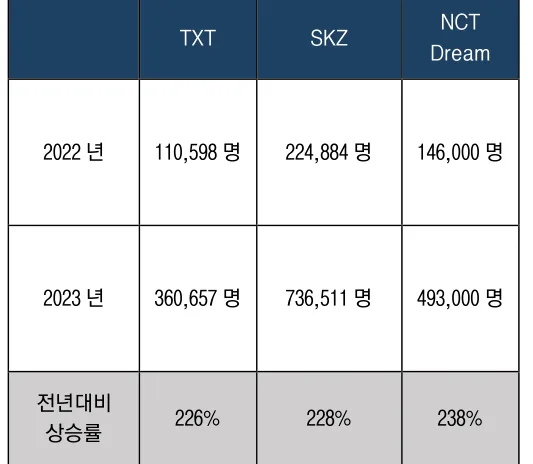 TXT SKZ NCT
Dream
2022 년 110,598 명 224,884 명 146,000 명
2023 년 360,657 명 736,511 명 493,000 명
전년대비
상승률 226% 228% 238%